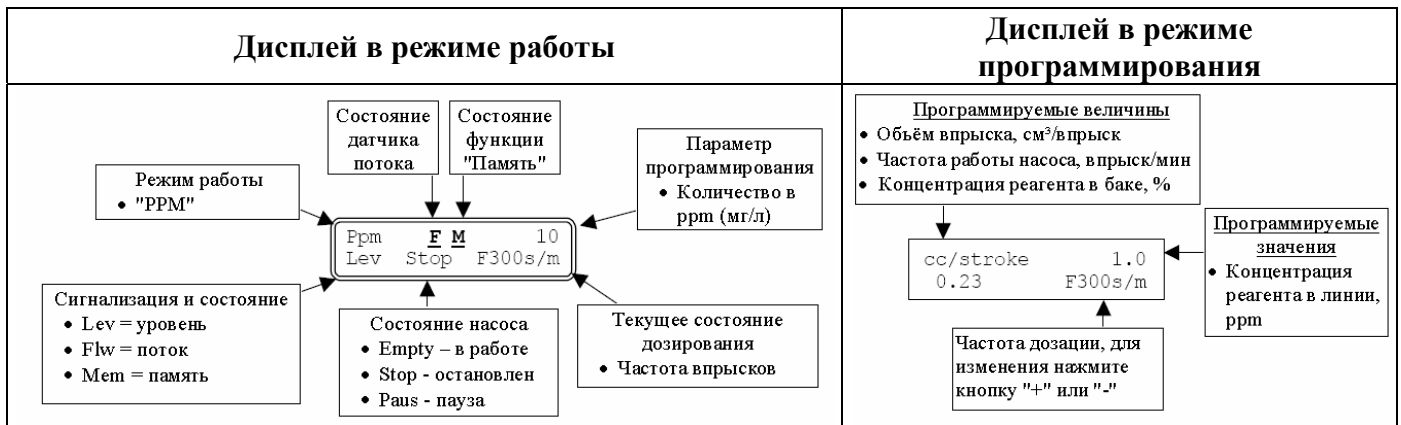 Дисплей в режиме работы
Дисплей в режиме
программирования
Состояние
датчика
потока
Состояние
функции
"Память"
Параметр
программирования
• Количество в
ppm (мг/л)
Режим работы
• "PPM"
Ppm F M 10
Lev Stop F300s/m
Сигнализация и состояние
• Lev = уровень
• Flw = поток
• Mem = память
Состояние насоса
• Empty – в работе
• Stop - остановлен
• Paus - пауза
Текущее состояние
дозирования
• Частота впрысков
Программируемые величины
• Обьём впрыска, см³/впрыск
• Частота работы насоса, впрыск/мин
• Концентрация реагента в баке, %
Программируемые
значения
• Концентрация
реагента в линии,
ppm
cc/stroke 1.0
0.23 F300s/m
Частота дозации, для
изменения нажмите
кнопку "+" или "-"